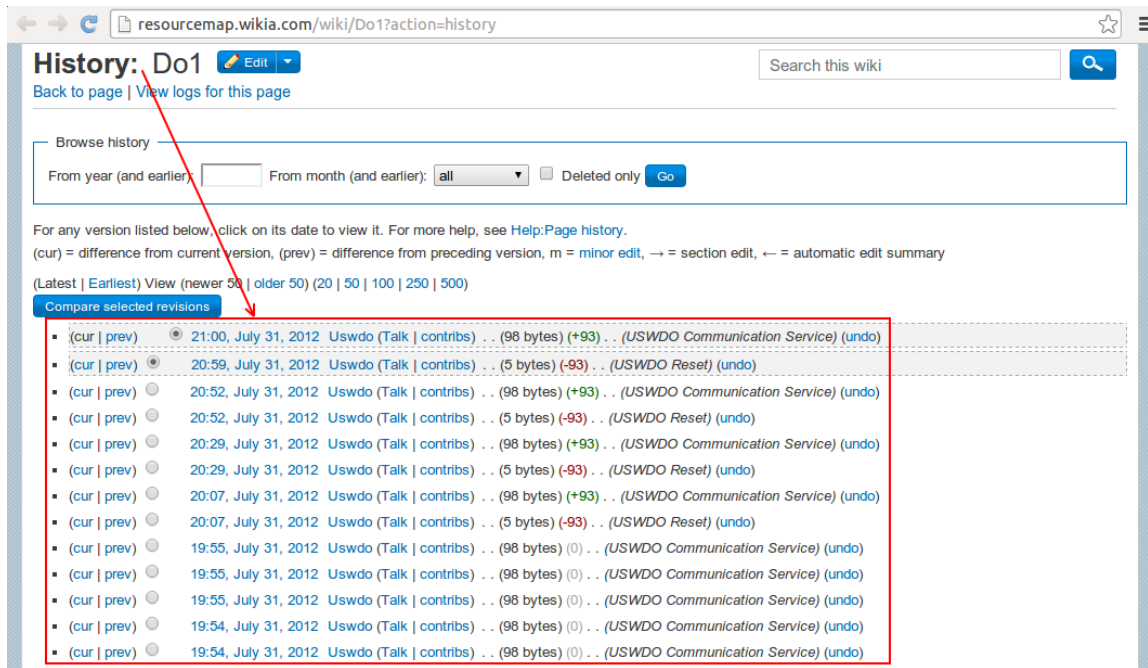 resourcemap.wikia.com/wiki/Do1?action=history
History: Do1 Edit
Search this wiki
Back to page | View logs for this page
Browse history
From year (and earlier): From month (and earlier): all Deleted only Go
For any version listed below, click on its date to view it. For more help, see Help:Page history.
(cur) = difference from current version, (prev) = difference from preceding version, m = minor edit, → = section edit, ← = automatic edit summary
(Latest | Earliest) View (newer 50 | older 50) (20 | 50 | 100 | 250 | 500)
Compare selected revisions
(cur | prev) 21:00, July 31, 2012 Uswdo (Talk | contribs) . . (98 bytes) (+93) . . (USWDO Communication Service) (undo)
(cur | prev) 20:59, July 31, 2012 Uswdo (Talk | contribs) . . (5 bytes) (-93) . . (USWDO Reset) (undo)
(cur | prev) 20:52, July 31, 2012 Uswdo (Talk | contribs) . . (98 bytes) (+93) . . (USWDO Communication Service) (undo)
(cur | prev) 20:52, July 31, 2012 Uswdo (Talk | contribs) . . (5 bytes) (-93) . . (USWDO Reset) (undo)
(cur | prev) 20:29, July 31, 2012 Uswdo (Talk | contribs) . . (98 bytes) (+93) . . (USWDO Communication Service) (undo)
(cur | prev) 20:29, July 31, 2012 Uswdo (Talk | contribs) . . (5 bytes) (-93) . . (USWDO Reset) (undo)
(cur | prev) 20:07, July 31, 2012 Uswdo (Talk | contribs) . . (98 bytes) (+93) . . (USWDO Communication Service) (undo)
(cur | prev) 20:07, July 31, 2012 Uswdo (Talk | contribs) . . (5 bytes) (-93) . . (USWDO Reset) (undo)
(cur | prev) 19:55, July 31, 2012 Uswdo (Talk | contribs) . . (98 bytes) (0) . . (USWDO Communication Service) (undo)
(cur | prev) 19:55, July 31, 2012 Uswdo (Talk | contribs) . . (98 bytes) (0) . . (USWDO Communication Service) (undo)
(cur | prev) 19:55, July 31, 2012 Uswdo (Talk | contribs) . . (98 bytes) (0) . . (USWDO Communication Service) (undo)
(cur | prev) 19:54, July 31, 2012 Uswdo (Talk | contribs) . . (98 bytes) (0) . . (USWDO Communication Service) (undo)
(cur | prev) 19:54, July 31, 2012 Uswdo (Talk | contribs) . . (98 bytes) (0) . . (USWDO Communication Service) (undo)